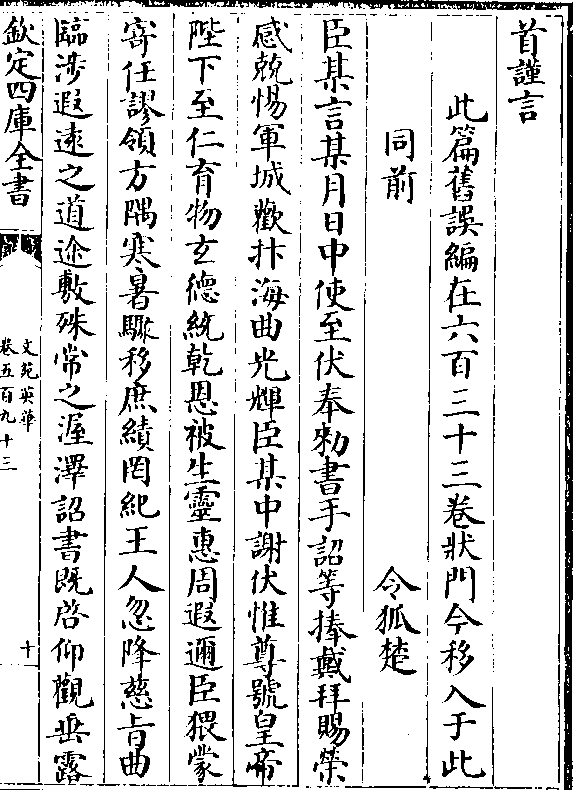 首謹言
此篇舊誤編在六百三十三卷狀門今移入于此
同前 令狐楚
臣某言某月日中使至伏奉勑書手詔等捧戴拜賜榮
感兢惕軍城歡抃海曲光輝臣某中謝伏惟尊號皇帝
陛下至仁育物玄德統乾恩被生靈惠周遐邇臣猥蒙
寄任謬領方隅寒暑驟移庶績罔紀王人忽降慈㫖曲
臨涉遐逺之道途敷殊常之渥澤詔書既啓仰觀垂露
欽定四庫全書
文苑英華
卷五百九十三
十